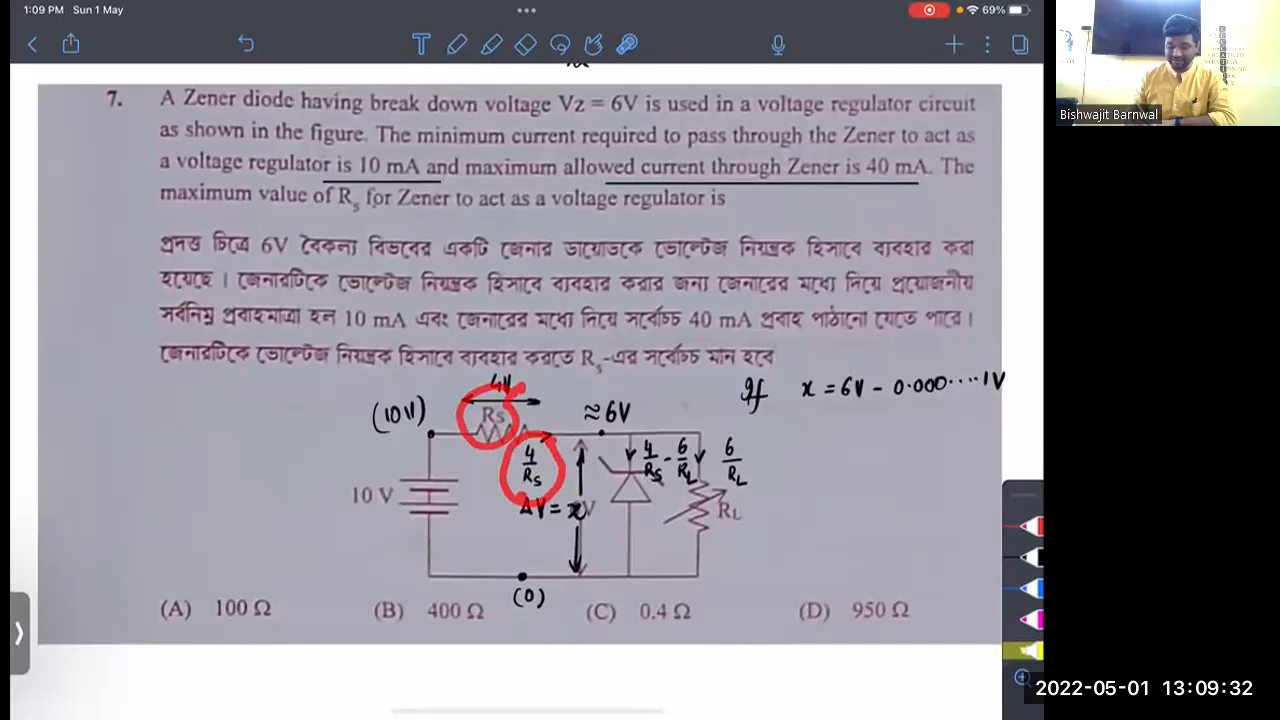 1:09 PM Sun 1 May
69%
7. A Zener diode having break down voltage Vz = 6V is used in a voltage regulator circuit
as shown in the figure. The minimum current required to pass through the Zener to act as
a voltage regulator is 10 mA and maximum allowed current through Zener is 40 mA. The
maximum value of Rs for Zener to act as a voltage regulator is
প্রদত্ত চিত্রে 6V বৈকল্য বিভবের একটি জেনার ডায়োডকে ভোল্টেজ নিয়ন্ত্রক হিসাবে ব্যবহার করা
হয়েছে। জেনারটিকে ভোল্টেজ নিয়ন্ত্রক হিসাবে ব্যবহার করার জন্য জেনারের মধ্যে দিয়ে প্রয়োজনীয়
সর্বনিম্ন প্রবাহমাত্রা হল 10 mA এবং জেনারের মধ্যে দিয়ে সর্বোচ্চ 40 mA প্রবাহ পাঠানো যেতে পারে।
জেনারটিকে ভোল্টেজ নিয়ন্ত্রক হিসাবে ব্যবহার করতে Rs-এর সর্বোচ্চ মান হবে
If x = 6V - 0.000....1V
4V
(10V) Rs ≈6V
4/Rs 4/Rs - 6/RL 6/RL
10 V ΔV = x V RL
(0)
(A) 100 Ω (B) 400 Ω (C) 0.4 Ω (D) 950 Ω
Bishwajit Barnwal
2022-05-01 13:09:32